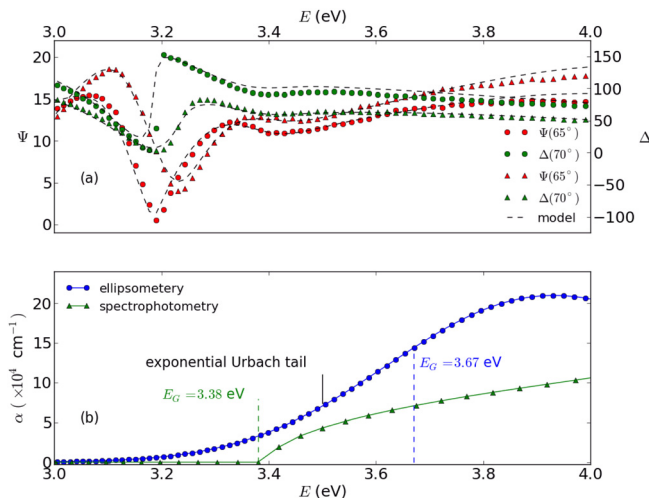 E (eV)
3.0 3.2 3.4 3.6 3.8 4.0
20
15
10
5
0
Ψ
150
100
50
0
−50
−100
Δ
(a)
Ψ(65°)
Δ(70°)
Ψ(65°)
Δ(70°)
model
20
15
10
5
0
α ( ×10⁴ cm⁻¹)
ellipsometery
spectrophotometry
exponential Urbach tail
E_G =3.38 eV
E_G =3.67 eV
(b)
3.0 3.2 3.4 3.6 3.8 4.0
E (eV)